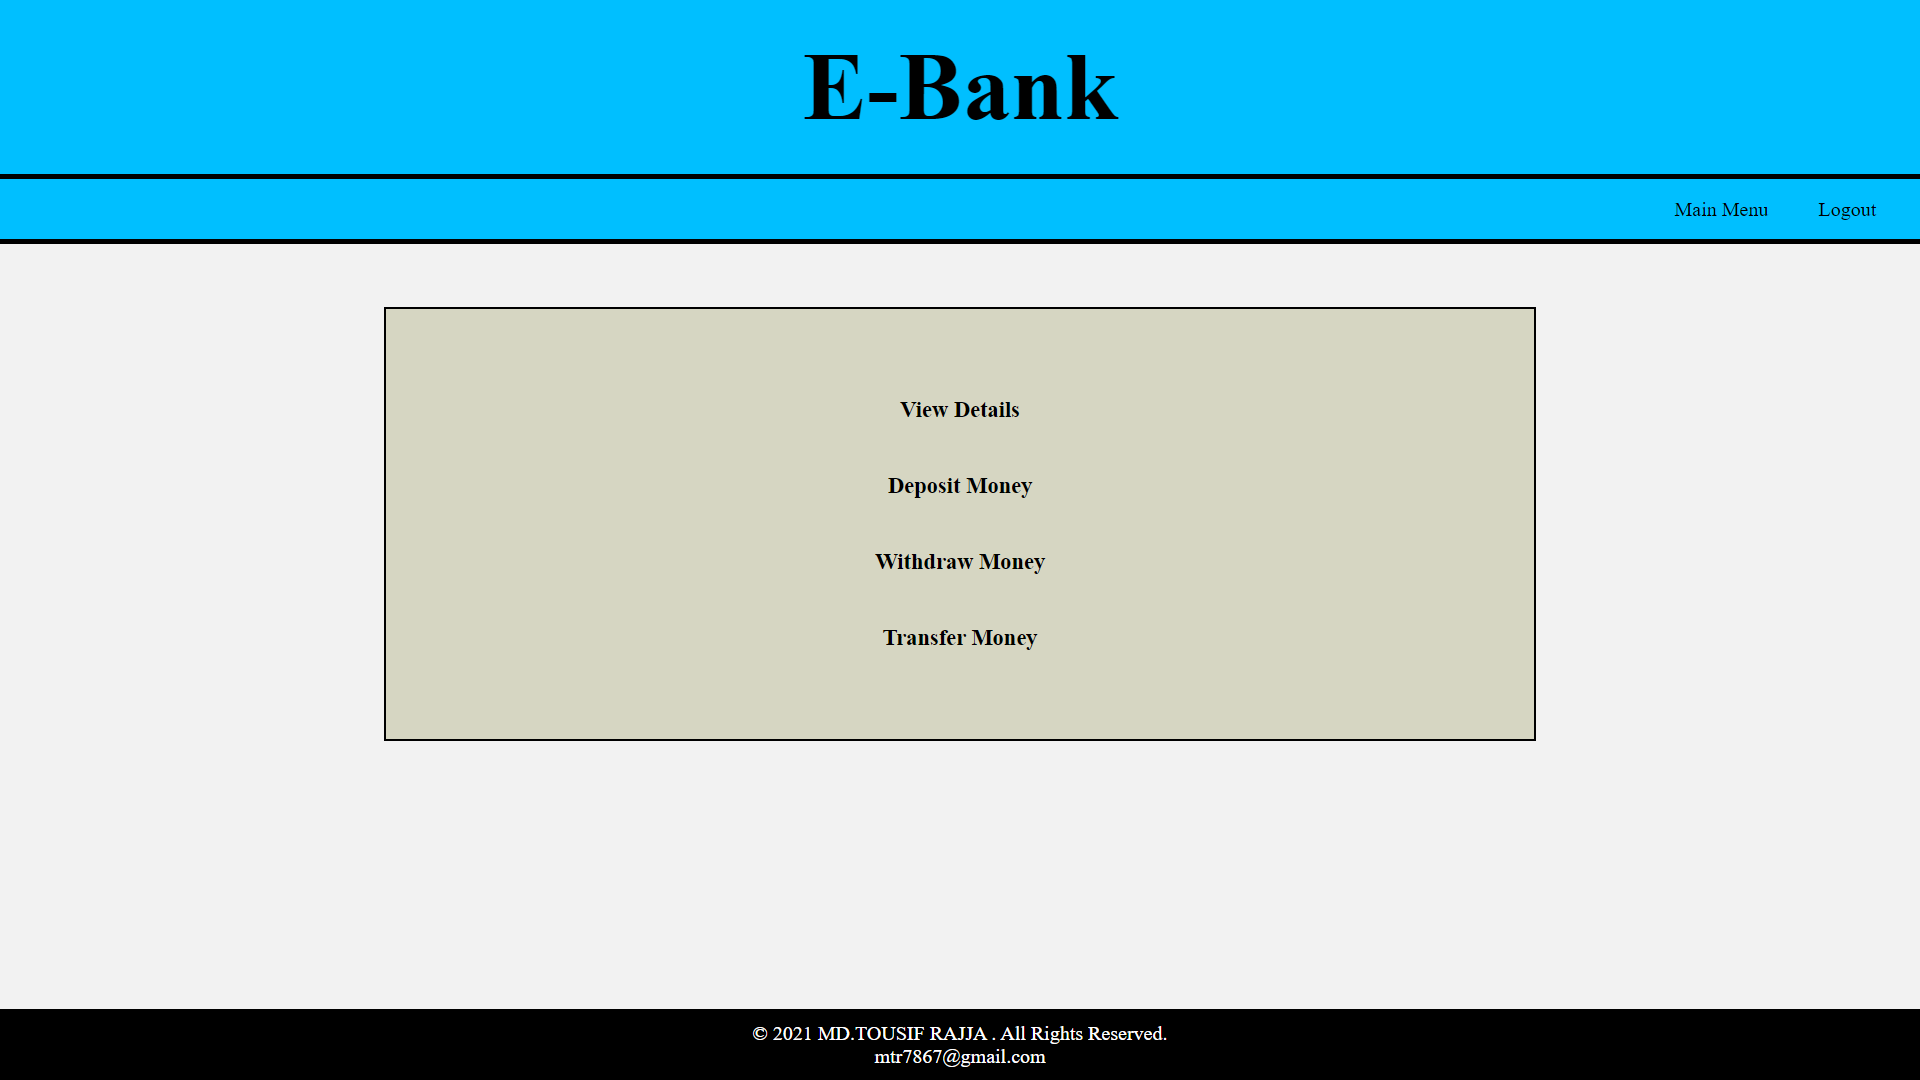 E-Bank
Main Menu Logout
View Details
Deposit Money
Withdraw Money
Transfer Money
© 2021 MD.TOUSIF RAJJA . All Rights Reserved.
mtr7867@gmail.com